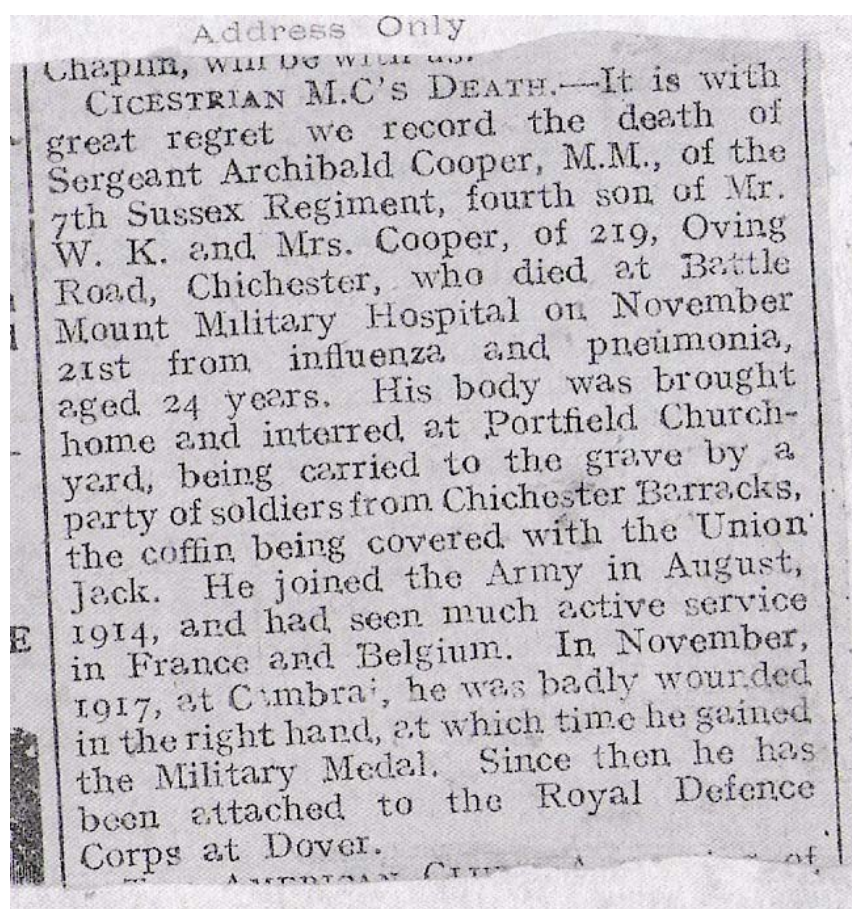 Address Only
Chaplin, will be with us.
CICESTRIAN M.C'S DEATH.—It is with
great regret we record the death of
Sergeant Archibald Cooper, M.M., of the
7th Sussex Regiment, fourth son of Mr.
W. K. and Mrs. Cooper, of 219, Oving
Road, Chichester, who died at Battle
Mount Military Hospital on November
21st from influenza and pneumonia,
aged 24 years. His body was brought
home and interred at Portfield Church-
yard, being carried to the grave by a
party of soldiers from Chichester Barracks,
the coffin being covered with the Union
Jack. He joined the Army in August,
1914, and had seen much active service
in France and Belgium. In November,
1917, at Cambrai, he was badly wounded
in the right hand, at which time he gained
the Military Medal. Since then he has
been attached to the Royal Defence
Corps at Dover.
AMERICAN of
E